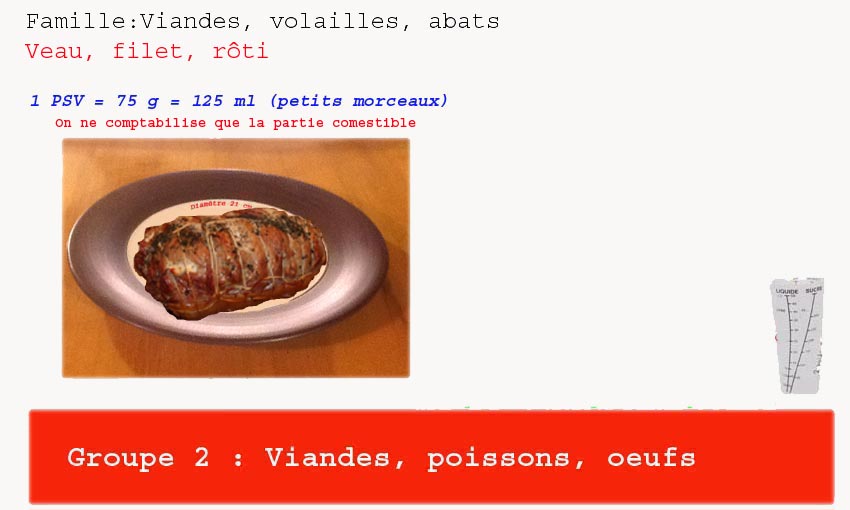 Famille:Viandes, volailles, abats
Veau, filet, rôti
1 PSV = 75 g = 125 ml (petits morceaux)
On ne comptabilise que la partie comestible
Diamètre 21 cm
LIQUIDE SUCRE
Groupe 2 : Viandes, poissons, oeufs